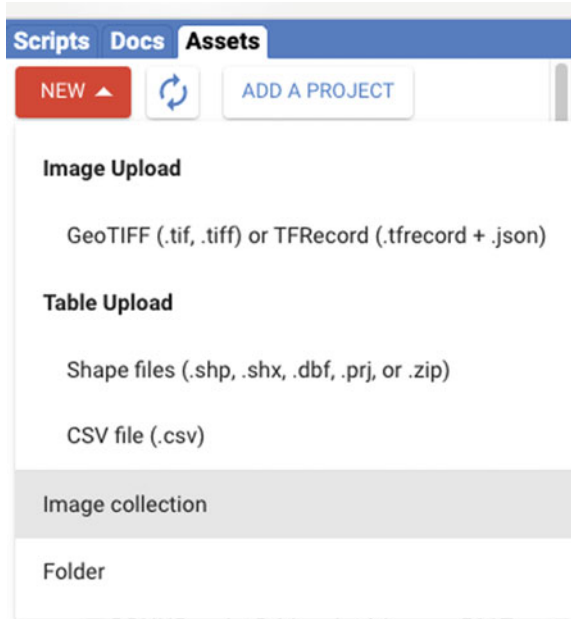 Scripts Docs Assets
NEW ADD A PROJECT
Image Upload
GeoTIFF (.tif, .tiff) or TFRecord (.tfrecord + .json)
Table Upload
Shape files (.shp, .shx, .dbf, .prj, or .zip)
CSV file (.csv)
Image collection
Folder